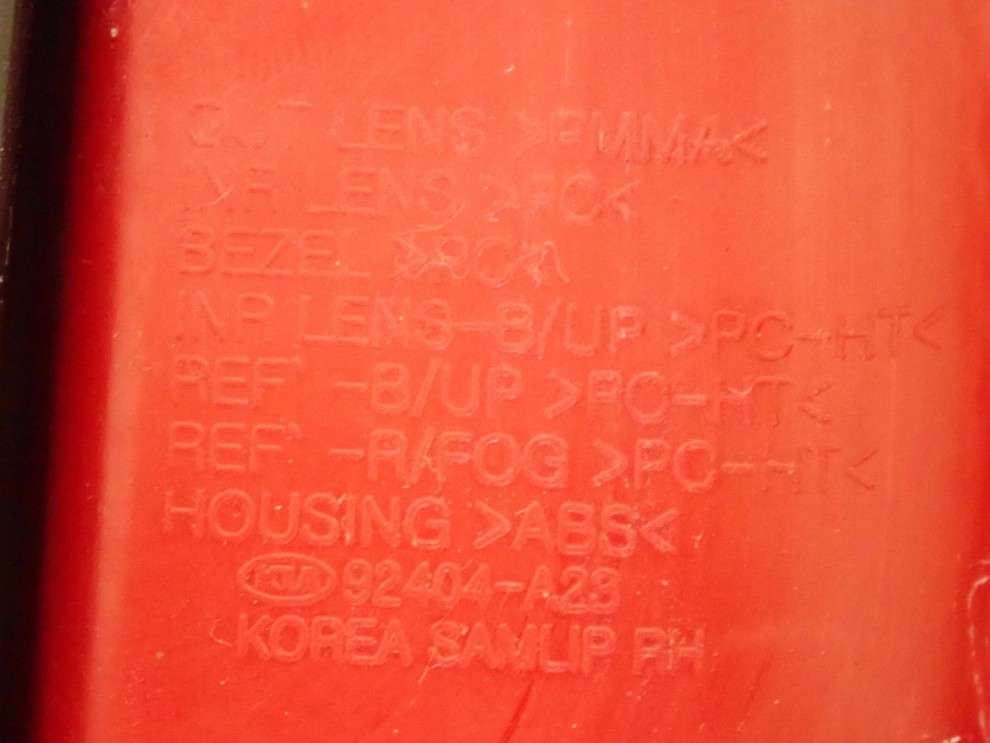 OUT LENS >PMMA<
INR LENS >PC<
BEZEL >PC<
INR LENS-B/UP >PC-HT<
REF' -B/UP >PC-HT<
REF' -R/FOG >PC-HT<
HOUSING >ABS<
KIA 92404-A23
KOREA SAMLIP RH